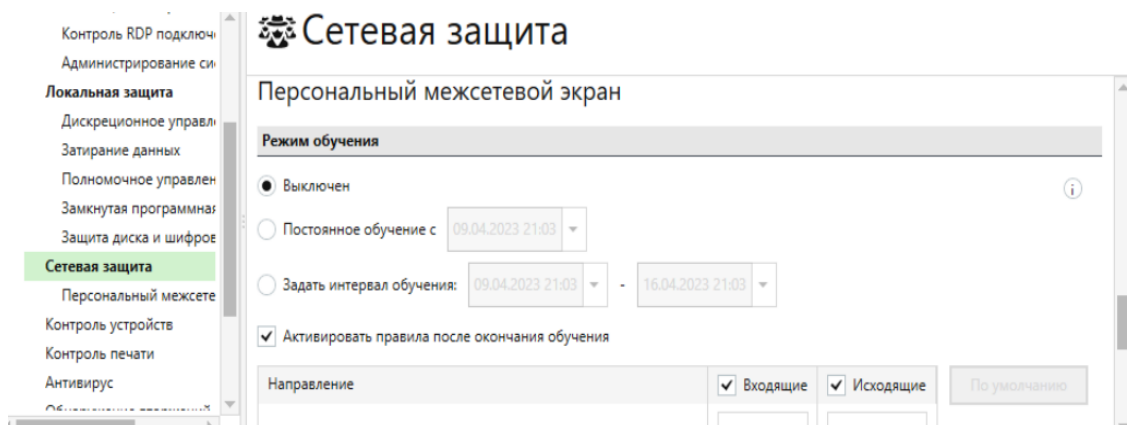 Контроль RDP подключ
Администрирование си
Локальная защита
Дискреционное управл
Затирание данных
Полномочное управлен
Замкнутая программная
Защита диска и шифров
Сетевая защита
Персональный межсете
Контроль устройств
Контроль печати
Антивирус
Сетевая защита
Персональный межсетевой экран
Режим обучения
Выключен
Постоянное обучение с 09.04.2023 21:03
Задать интервал обучения: 09.04.2023 21:03 - 16.04.2023 21:03
Активировать правила после окончания обучения
Направление Входящие Исходящие По умолчанию